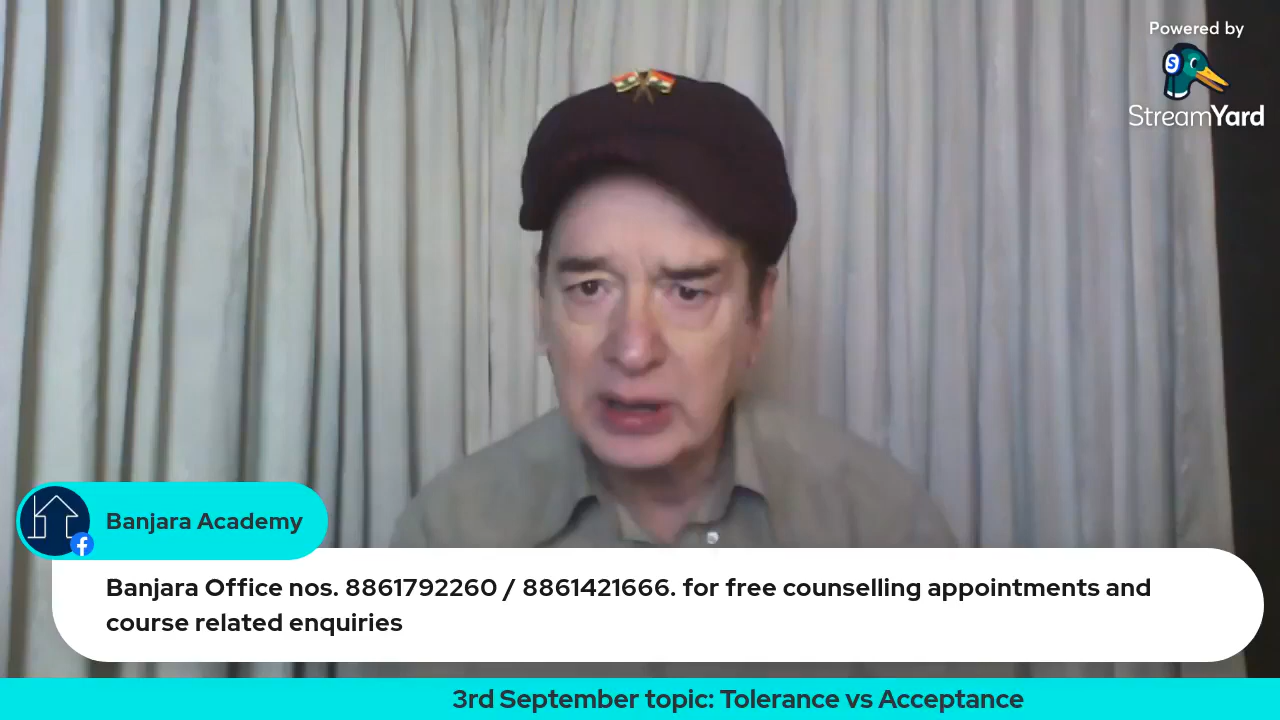 Powered by
StreamYard
Banjara Academy
Banjara Office nos. 8861792260 / 8861421666. for free counselling appointments and
course related enquiries
3rd September topic: Tolerance vs Acceptance